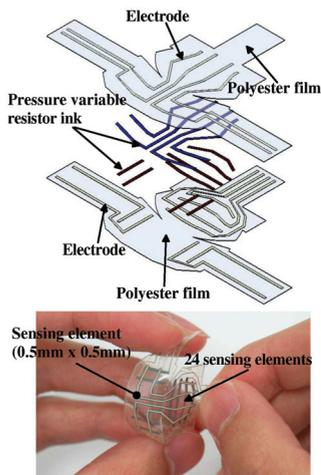 Electrode
Polyester film
Pressure variable
resistor ink
Electrode
Polyester film
Sensing element
(0.5mm x 0.5mm)
24 sensing elements